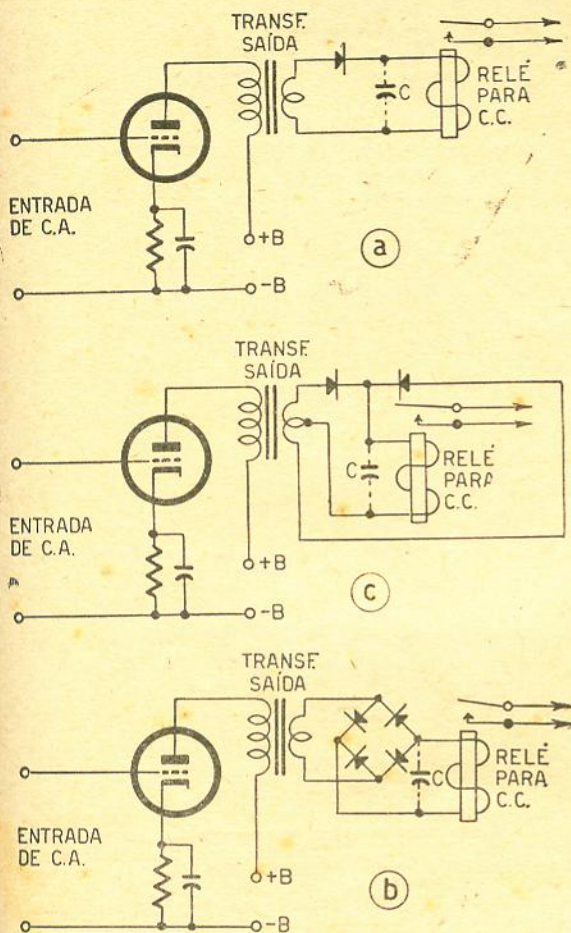 TRANSF.
SAÍDA
C
RELÉ
PARA
C.C.
ENTRADA
DE C.A.
+B
-B
a
TRANSF.
SAÍDA
C
RELÉ
PARA
C.C.
ENTRADA
DE C.A.
+B
-B
c
TRANSF.
SAÍDA
C
RELÉ
PARA
C.C.
ENTRADA
DE C.A.
+B
-B
b